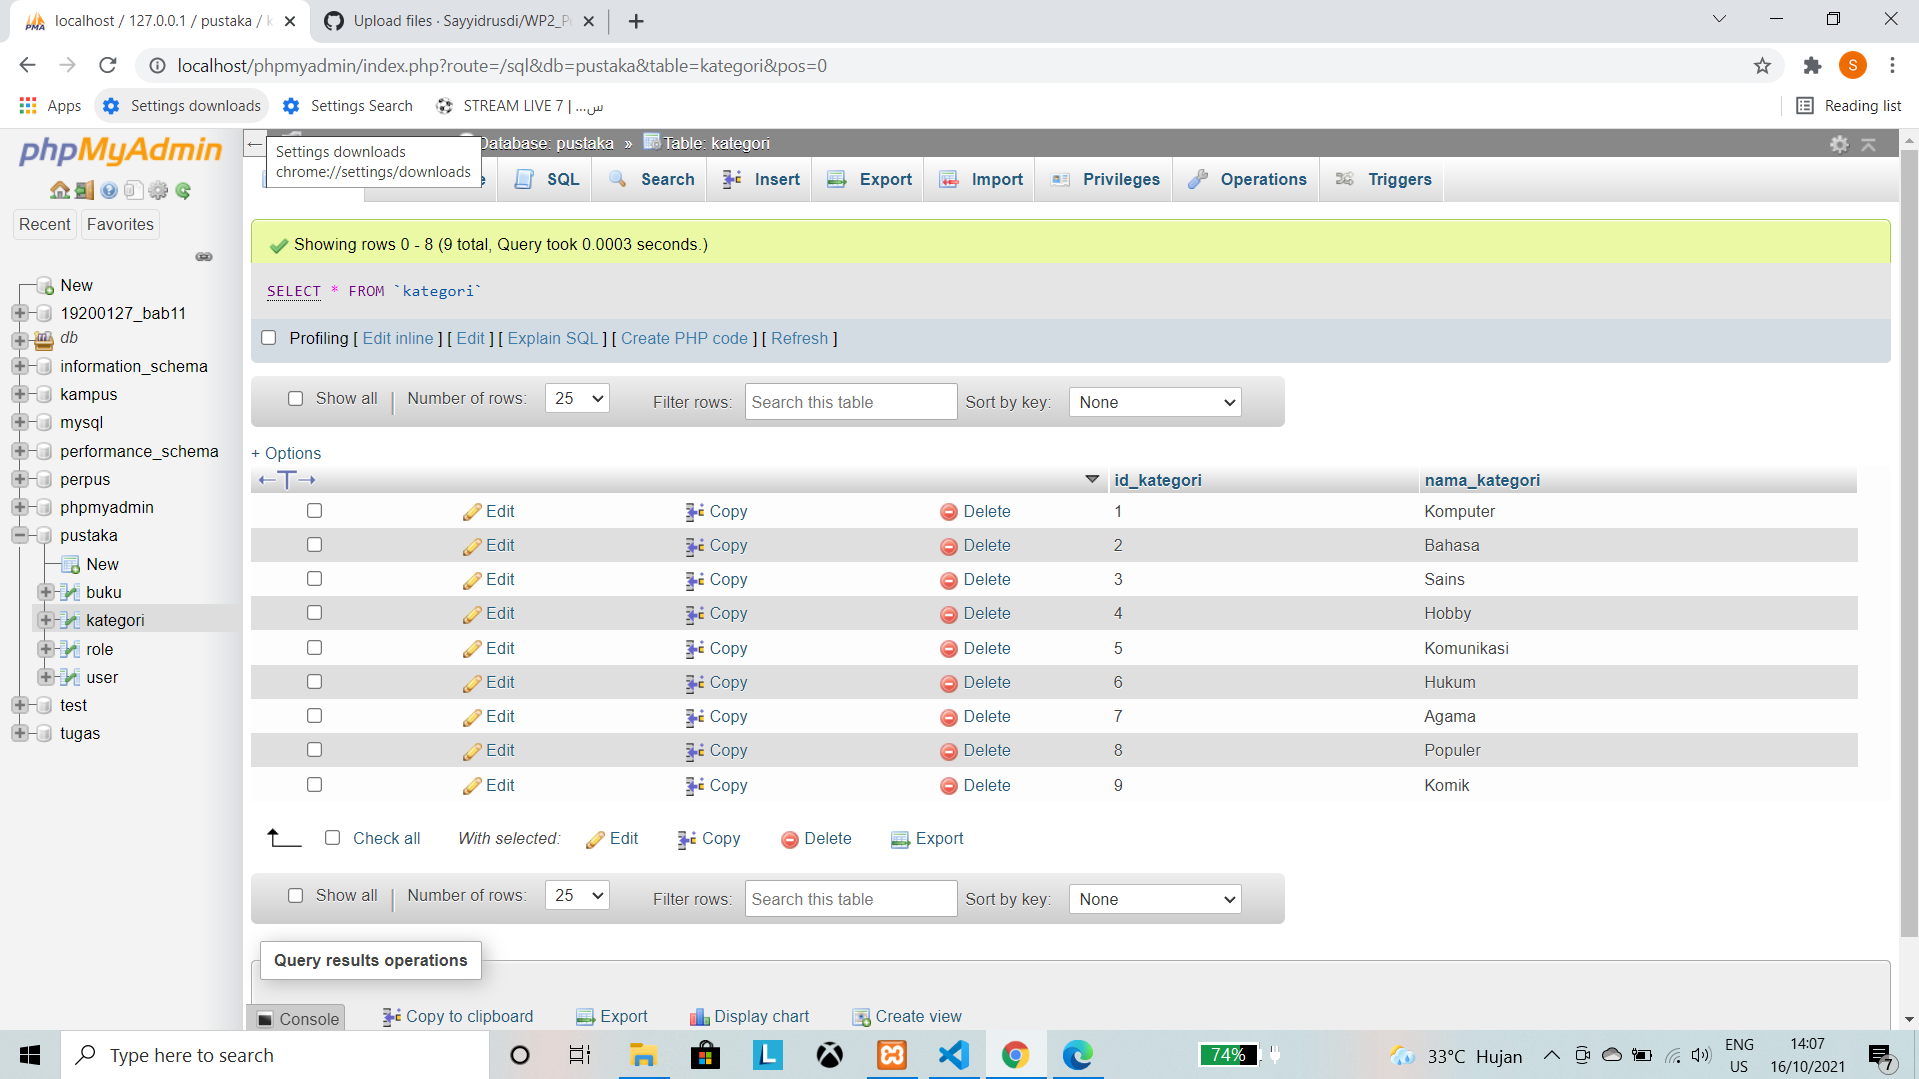 localhost / 127.0.0.1 / pustaka / k
Upload files · Sayyidrusdi/WP2_P
localhost/phpmyadmin/index.php?route=/sql&db=pustaka&table=kategori&pos=0
S
Apps
Settings downloads
Settings Search
STREAM LIVE 7 | ...س
Reading list
phpMyAdmin
Settings downloads
chrome://settings/downloads
Database: pustaka » Table: kategori
SQL
Search
Insert
Export
Import
Privileges
Operations
Triggers
Recent
Favorites
New
19200127_bab11
db
information_schema
kampus
mysql
performance_schema
perpus
phpmyadmin
pustaka
New
buku
kategori
role
user
test
tugas
Showing rows 0 - 8 (9 total, Query took 0.0003 seconds.)
SELECT * FROM `kategori`
Profiling [ Edit inline ] [ Edit ] [ Explain SQL ] [ Create PHP code ] [ Refresh ]
Show all | Number of rows: 25 Filter rows: Search this table Sort by key: None
+ Options
←T→ id_kategori nama_kategori
Edit Copy Delete 1 Komputer
Edit Copy Delete 2 Bahasa
Edit Copy Delete 3 Sains
Edit Copy Delete 4 Hobby
Edit Copy Delete 5 Komunikasi
Edit Copy Delete 6 Hukum
Edit Copy Delete 7 Agama
Edit Copy Delete 8 Populer
Edit Copy Delete 9 Komik
Check all With selected: Edit Copy Delete Export
Show all | Number of rows: 25 Filter rows: Search this table Sort by key: None
Query results operations
Console
Copy to clipboard Export Display chart Create view
Type here to search
74%
33°C Hujan
ENG
US
14:07
16/10/2021
7